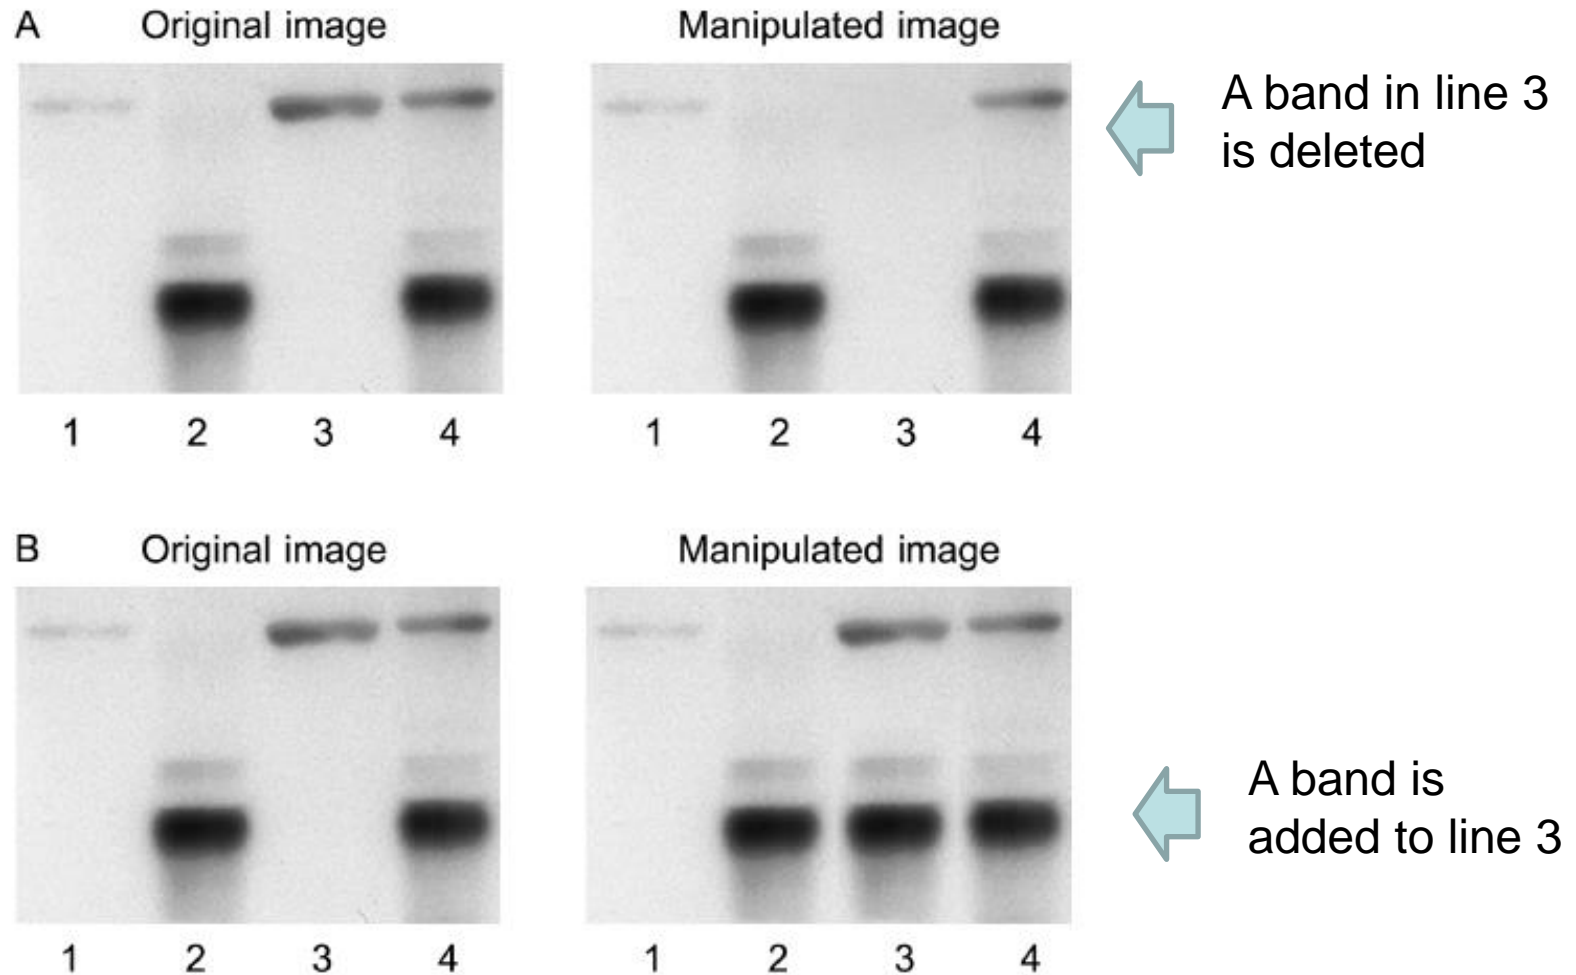 A Original image Manipulated image
A band in line 3
is deleted
1 2 3 4 1 2 3 4
B Original image Manipulated image
A band is
added to line 3
1 2 3 4 1 2 3 4